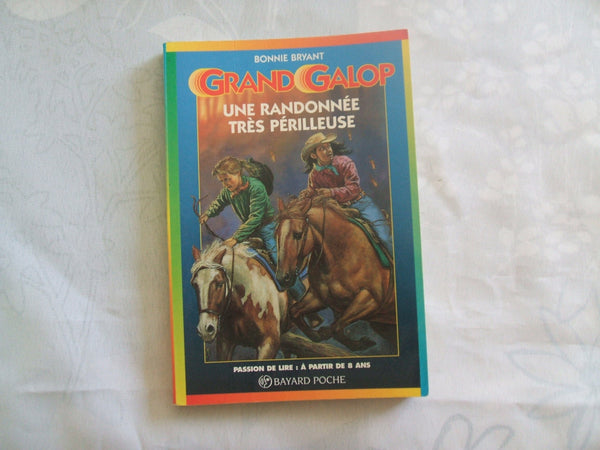 BONNIE BRYANT
GRAND GALOP
UNE RANDONNÉE
TRÈS PÉRILLEUSE
PASSION DE LIRE : À PARTIR DE 8 ANS
BAYARD POCHE